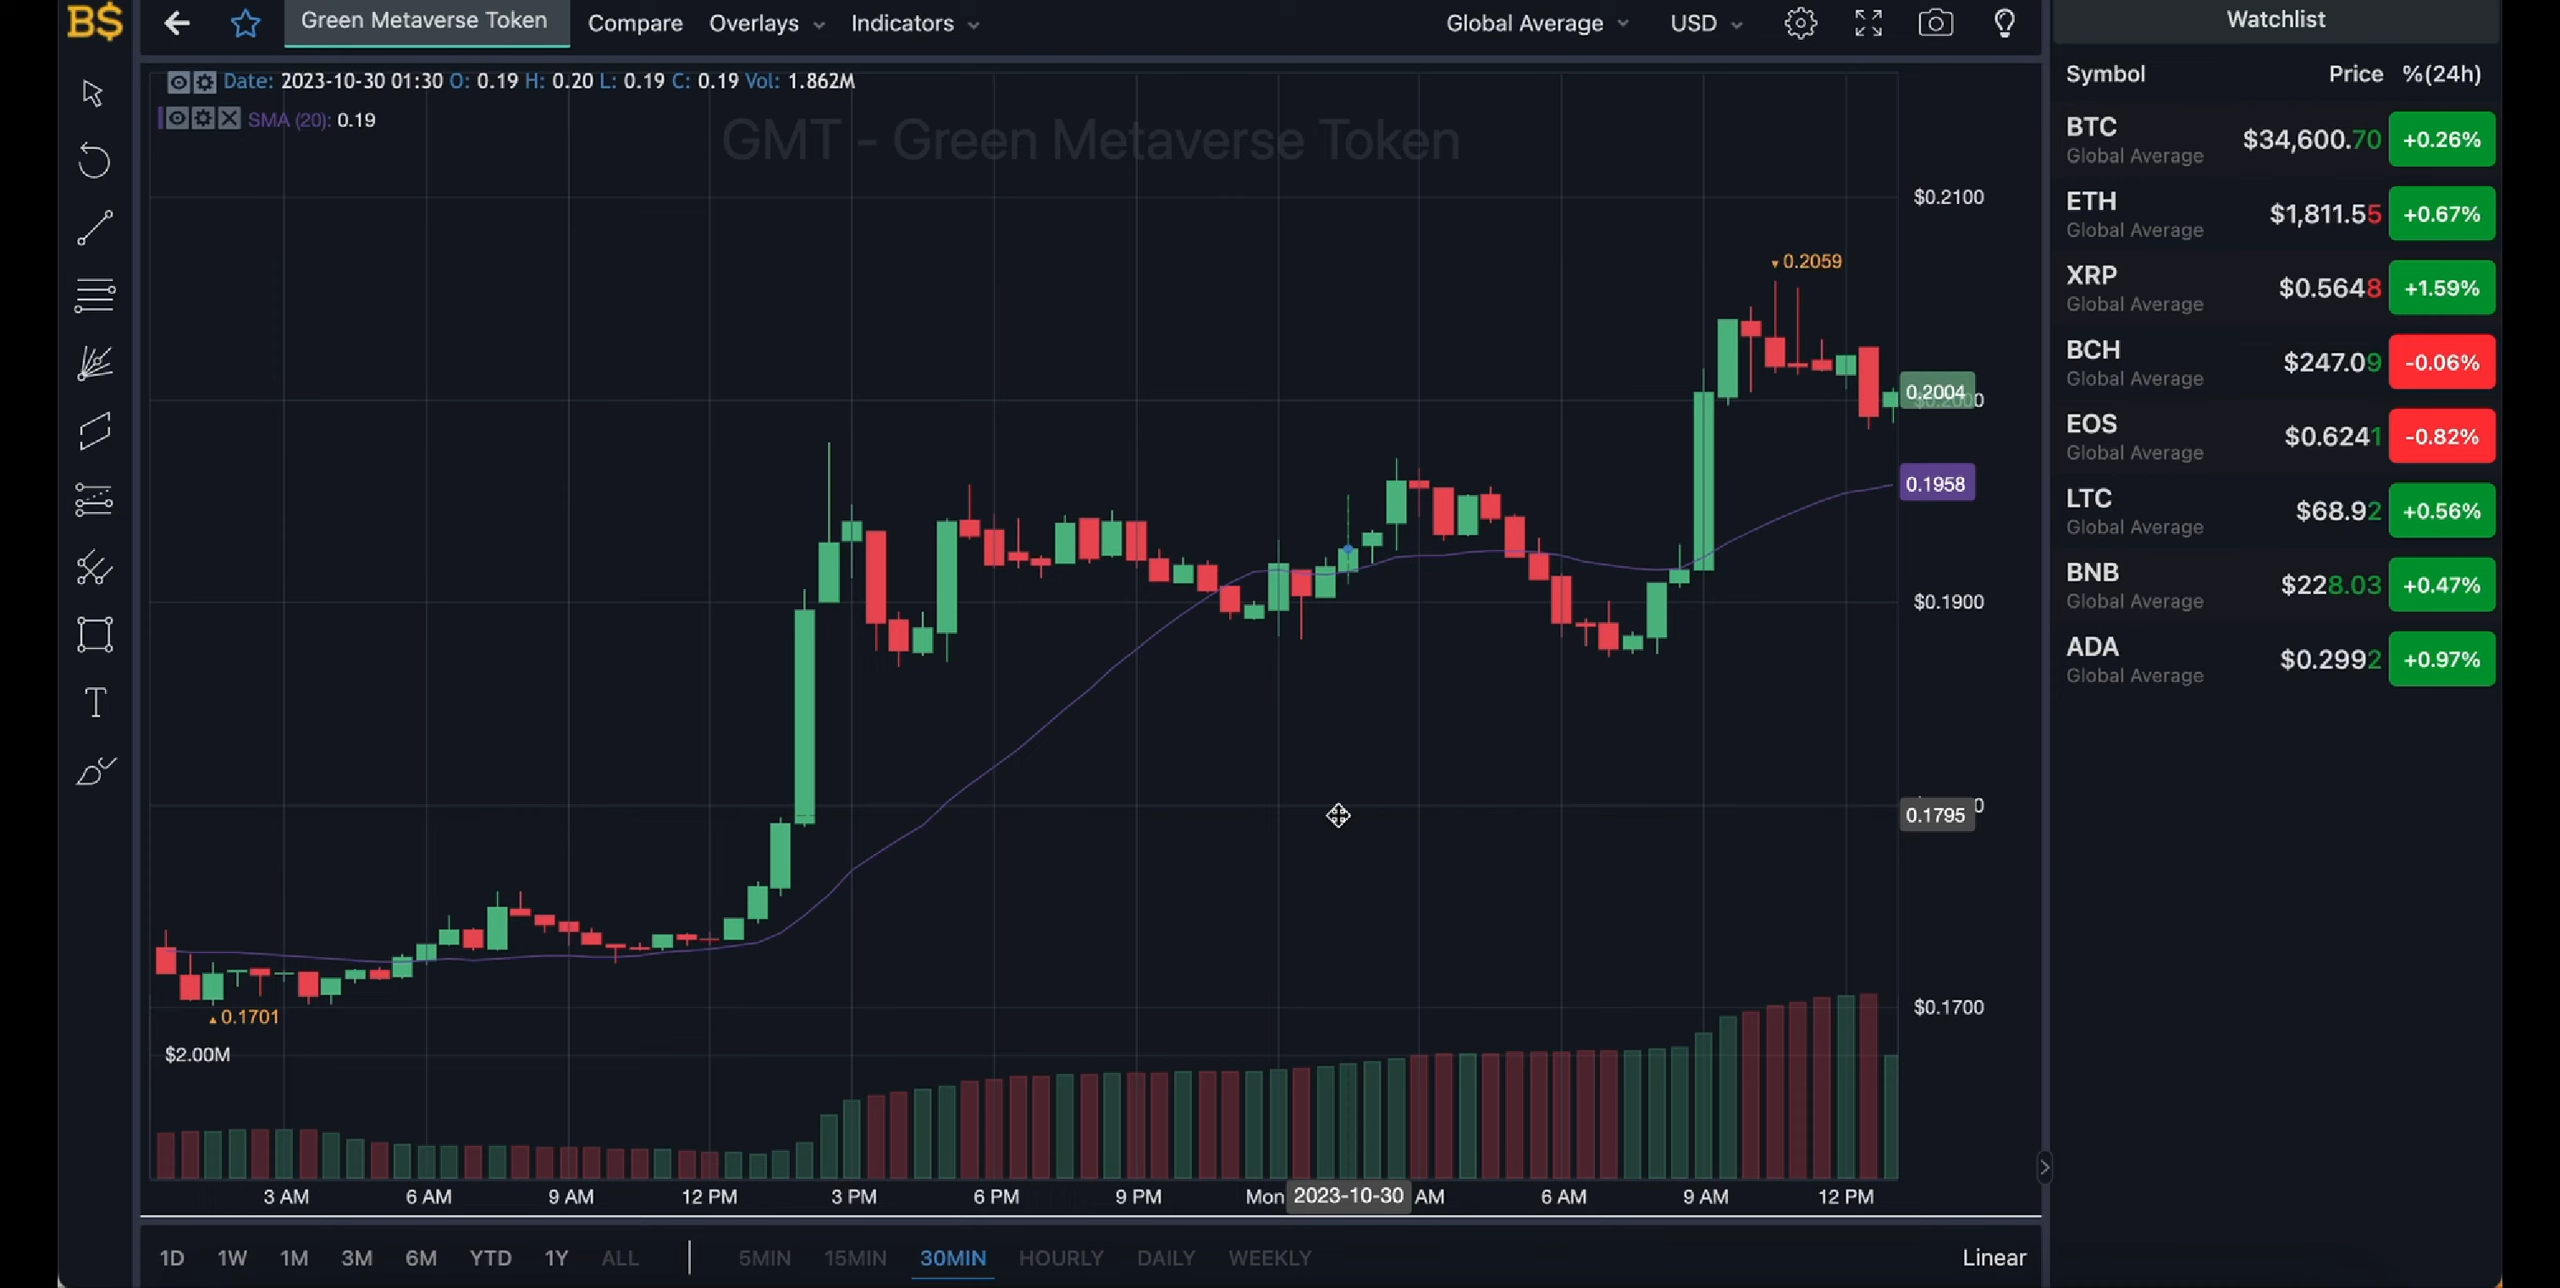 B$
Green Metaverse Token
Compare
Overlays
Indicators
Global Average
USD
Date: 2023-10-30 01:30 O: 0.19 H: 0.20 L: 0.19 C: 0.19 Vol: 1.862M
SMA (20): 0.19
GMT - Green Metaverse Token
$0.2100
0.2059
0.2004
0.1958
$0.1900
0.1795
0.1701
$0.1700
$2.00M
3 AM 6 AM 9 AM 12 PM 3 PM 6 PM 9 PM Mon 2023-10-30 AM 6 AM 9 AM 12 PM
1D 1W 1M 3M 6M YTD 1Y ALL 5MIN 15MIN 30MIN HOURLY DAILY WEEKLY Linear
Watchlist
Symbol Price %(24h)
BTC $34,600.70 +0.26%
Global Average
ETH $1,811.55 +0.67%
Global Average
XRP $0.5648 +1.59%
Global Average
BCH $247.09 -0.06%
Global Average
EOS $0.6241 -0.82%
Global Average
LTC $68.92 +0.56%
Global Average
BNB $228.03 +0.47%
Global Average
ADA $0.2992 +0.97%
Global Average